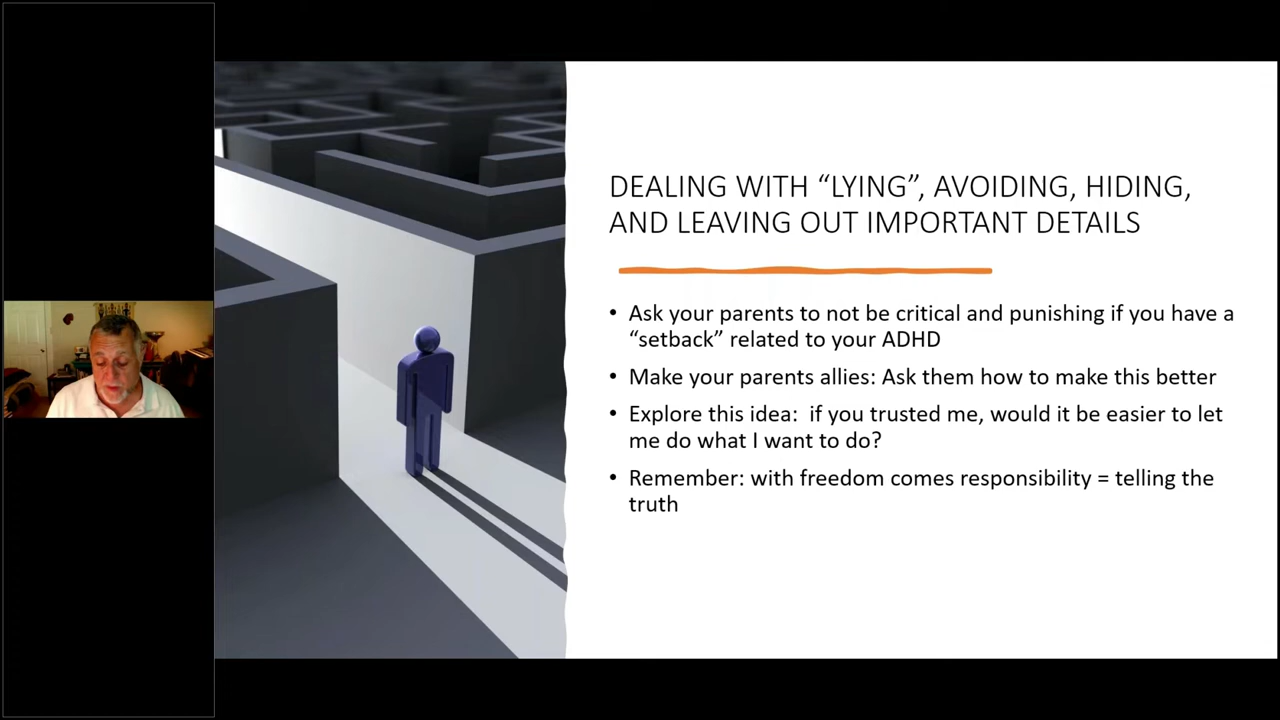 DEALING WITH “LYING”, AVOIDING, HIDING,
AND LEAVING OUT IMPORTANT DETAILS
• Ask your parents to not be critical and punishing if you have a
“setback” related to your ADHD
• Make your parents allies: Ask them how to make this better
• Explore this idea:  if you trusted me, would it be easier to let
me do what I want to do?
• Remember: with freedom comes responsibility = telling the
truth